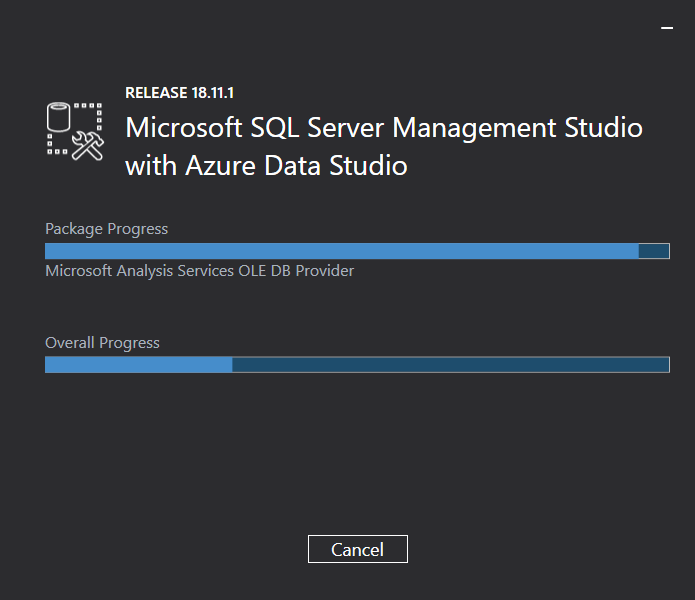 RELEASE 18.11.1
Microsoft SQL Server Management Studio
with Azure Data Studio
Package Progress
Microsoft Analysis Services OLE DB Provider
Overall Progress
Cancel